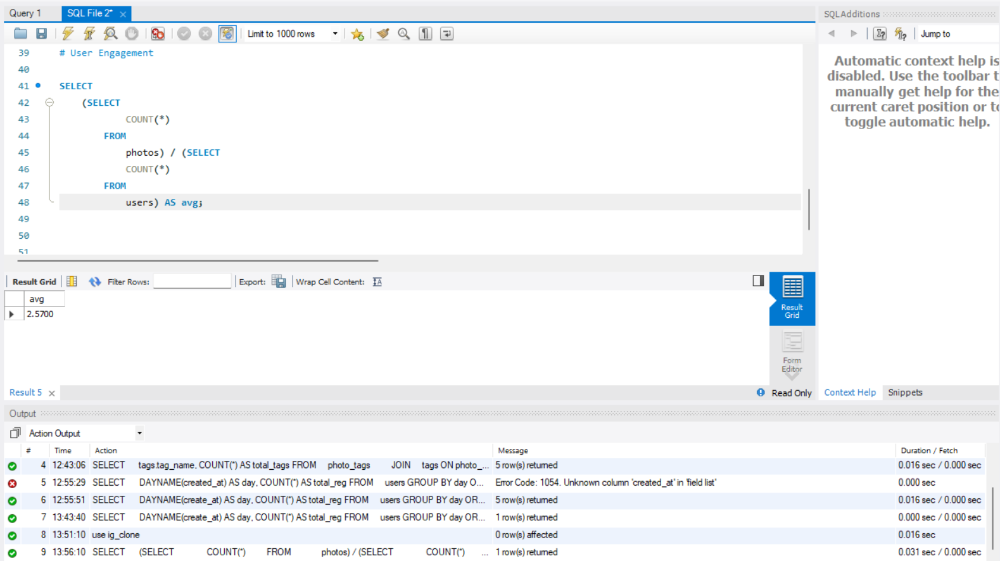 Query 1 SQL File 2* SQLAdditions
Limit to 1000 rows Jump to
39 # User Engagement
40
41 SELECT
42 (SELECT
43 COUNT(*)
44 FROM
45 photos) / (SELECT
46 COUNT(*)
47 FROM
48 users) AS avg;
49
50
51
Automatic context help is
disabled. Use the toolbar t
manually get help for the
current caret position or to
toggle automatic help.
Result Grid Filter Rows: Export: Wrap Cell Content:
avg
2.5700
Result
Grid
Form
Editor
Result 5 Read Only Context Help Snippets
Output
Action Output
# Time Action Message Duration / Fetch
4 12:43:06 SELECT tags.tag_name, COUNT(*) AS total_tags FROM photo_tags JOIN tags ON photo_... 5 row(s) returned 0.016 sec / 0.000 sec
5 12:55:29 SELECT DAYNAME(created_at) AS day, COUNT(*) AS total_reg FROM users GROUP BY day O... Error Code: 1054. Unknown column 'created_at' in 'field list' 0.000 sec
6 12:55:51 SELECT DAYNAME(create_at) AS day, COUNT(*) AS total_reg FROM users GROUP BY day OR... 5 row(s) returned 0.016 sec / 0.000 sec
7 13:43:40 SELECT DAYNAME(create_at) AS day, COUNT(*) AS total_reg FROM users GROUP BY day OR... 1 row(s) returned 0.000 sec / 0.000 sec
8 13:51:10 use ig_clone 0 row(s) affected 0.016 sec
9 13:56:10 SELECT (SELECT COUNT(*) FROM photos) / (SELECT COUNT(*) ... 1 row(s) returned 0.031 sec / 0.000 sec